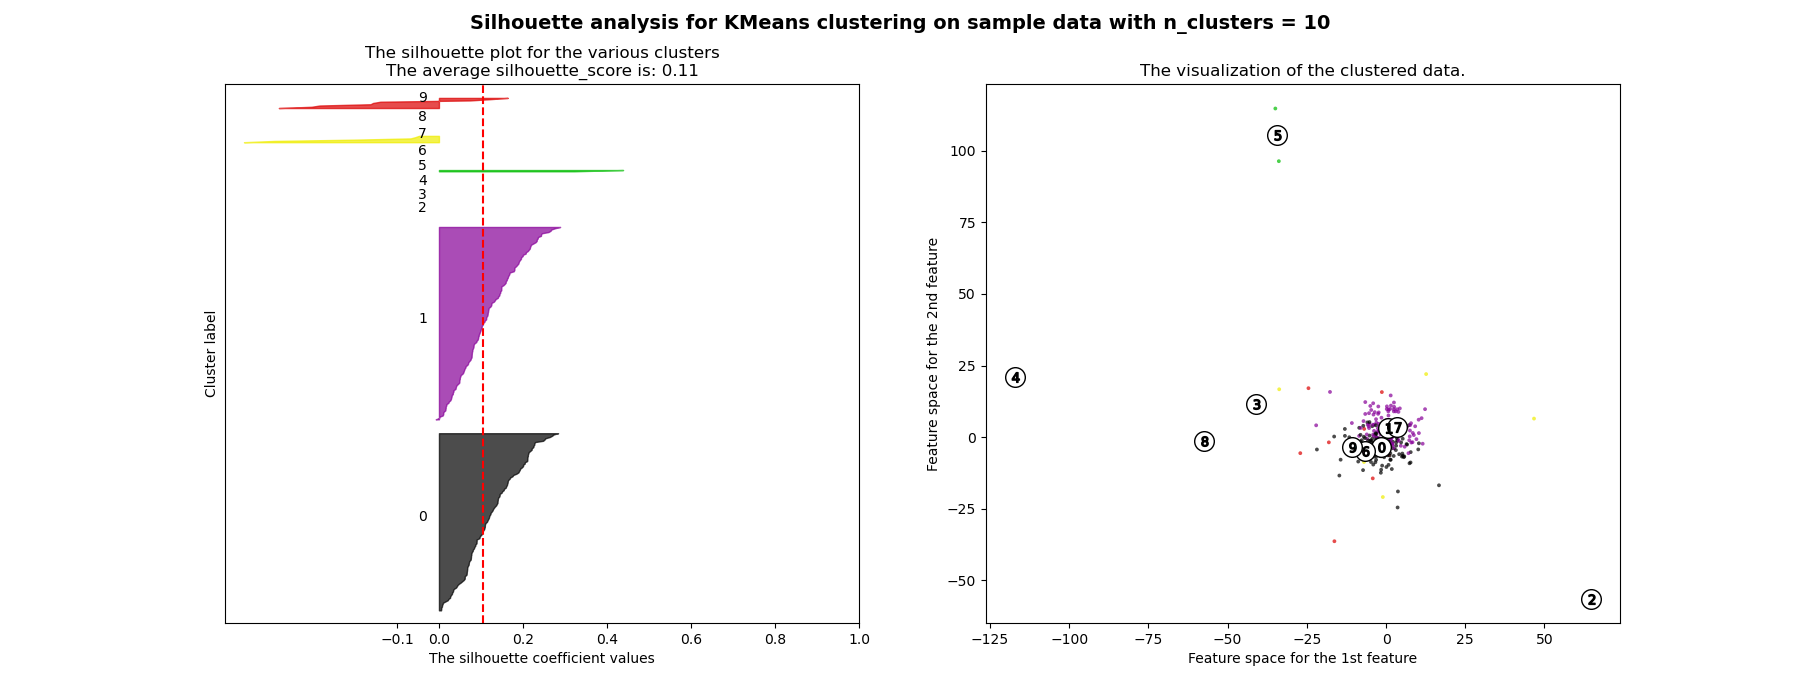 Silhouette analysis for KMeans clustering on sample data with n_clusters = 10
The silhouette plot for the various clusters
The average silhouette_score is: 0.11
9
8
7
6
5
4
3
2
1
0
Cluster label
−0.1 0.0 0.2 0.4 0.6 0.8 1.0
The silhouette coefficient values
The visualization of the clustered data.
100
75
50
25
0
−25
−50
Feature space for the 2nd feature
5
4
3
8
1 7
9 6 0
2
−125 −100 −75 −50 −25 0 25 50
Feature space for the 1st feature